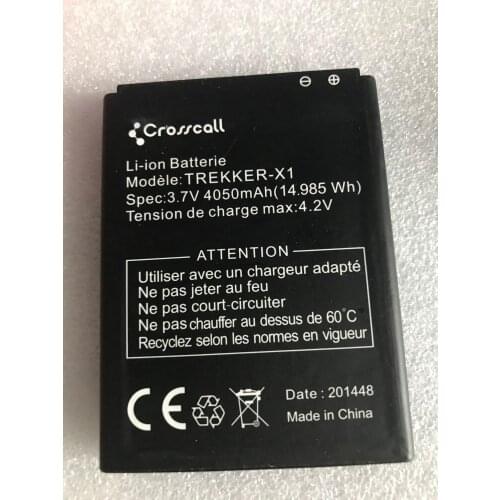 Crosscall
Li-ion Batterie
Modèle:TREKKER-X1
Spec:3.7V 4050mAh(14.985 Wh)
Tension de charge max:4.2V
ATTENTION
Utiliser avec un chargeur adapté
Ne pas jeter au feu
Ne pas court-circuiter
Ne pas chauffer au dessus de 60°C
Recyclez selon les normes en vigueur
CE
Date : 201448
Made in China